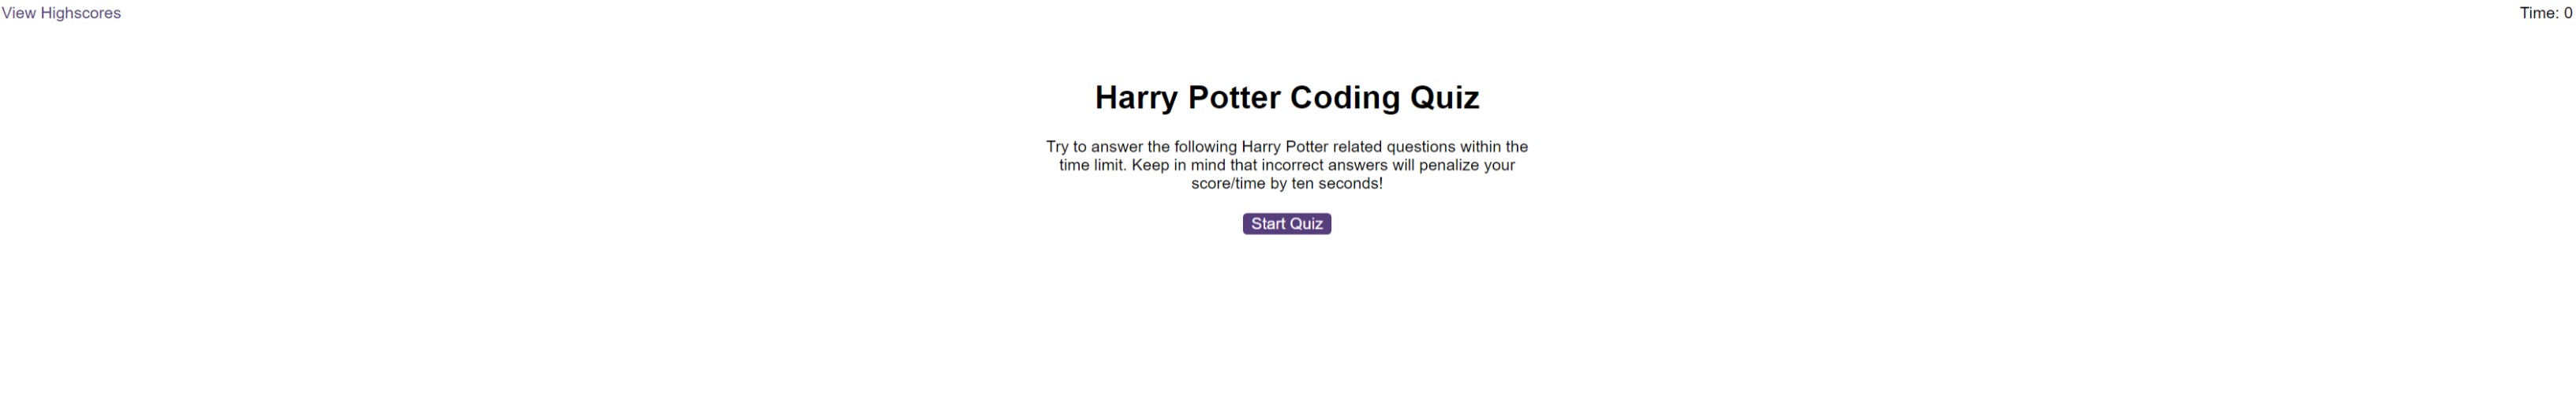 View Highscores
Time: 0
Harry Potter Coding Quiz
Try to answer the following Harry Potter related questions within the
time limit. Keep in mind that incorrect answers will penalize your
score/time by ten seconds!
Start Quiz